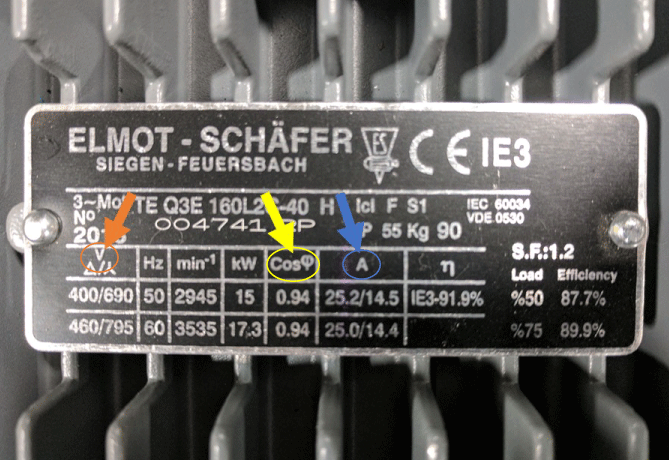 ELMOT - SCHÄFER
SIEGEN - FEUERSBACH
ES
CE IE3
3~Mot TE Q3E 160L 40 H Icl F S1
IEC 60034
VDE 0530
Nº 004741 P 55 Kg 90
S.F.:1.2
V Hz min⁻¹ kW Cosφ A η
Load Efficiency
400/690 50 2945 15 0.94 25.2/14.5 IE3-91.9%
%50 87.7%
460/795 60 3535 17.3 0.94 25.0/14.4
%75 89.9%